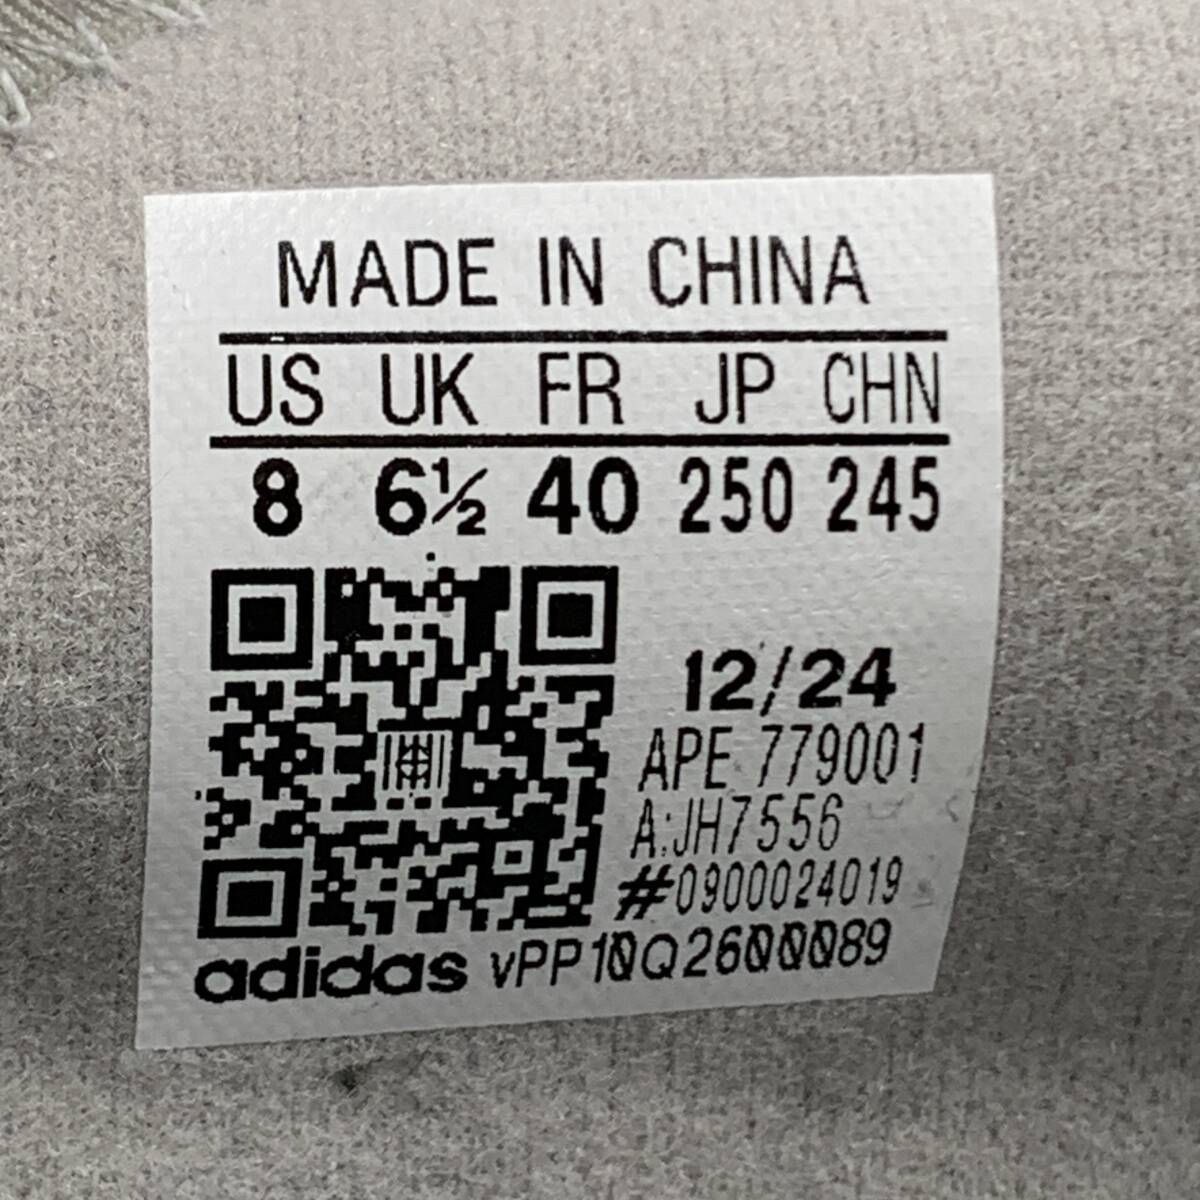 MADE IN CHINA
US UK FR JP CHN
8 6½ 40 250 245
12/24
APE 779001
A:JH7556
#0900024019
adidas vPP10Q2600089